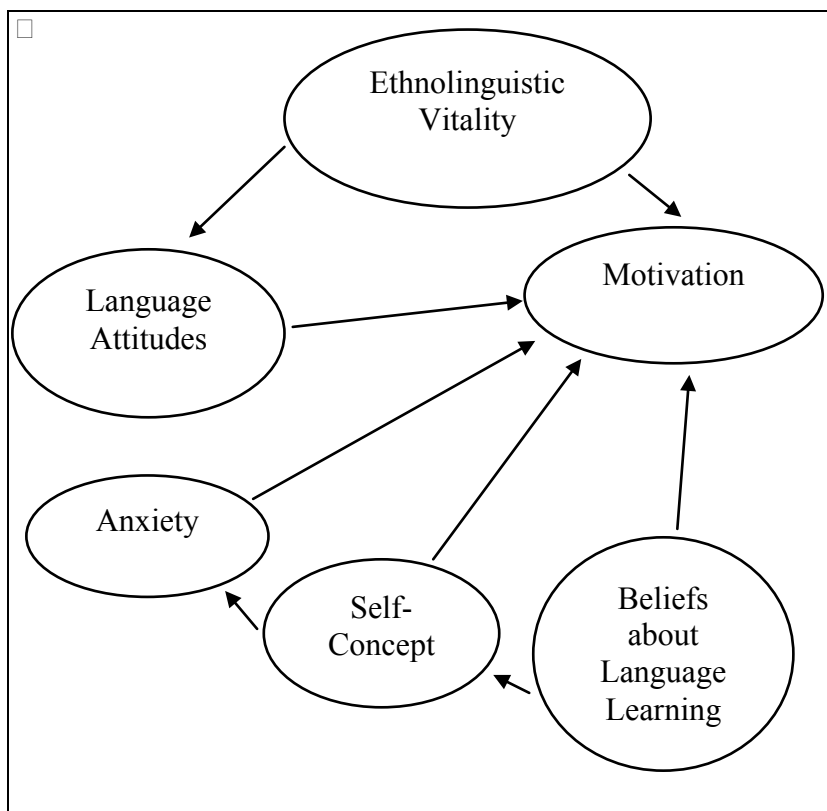 Ethnolinguistic
Vitality
Motivation
Language
Attitudes
Anxiety
Self-
Concept
Beliefs
about
Language
Learning